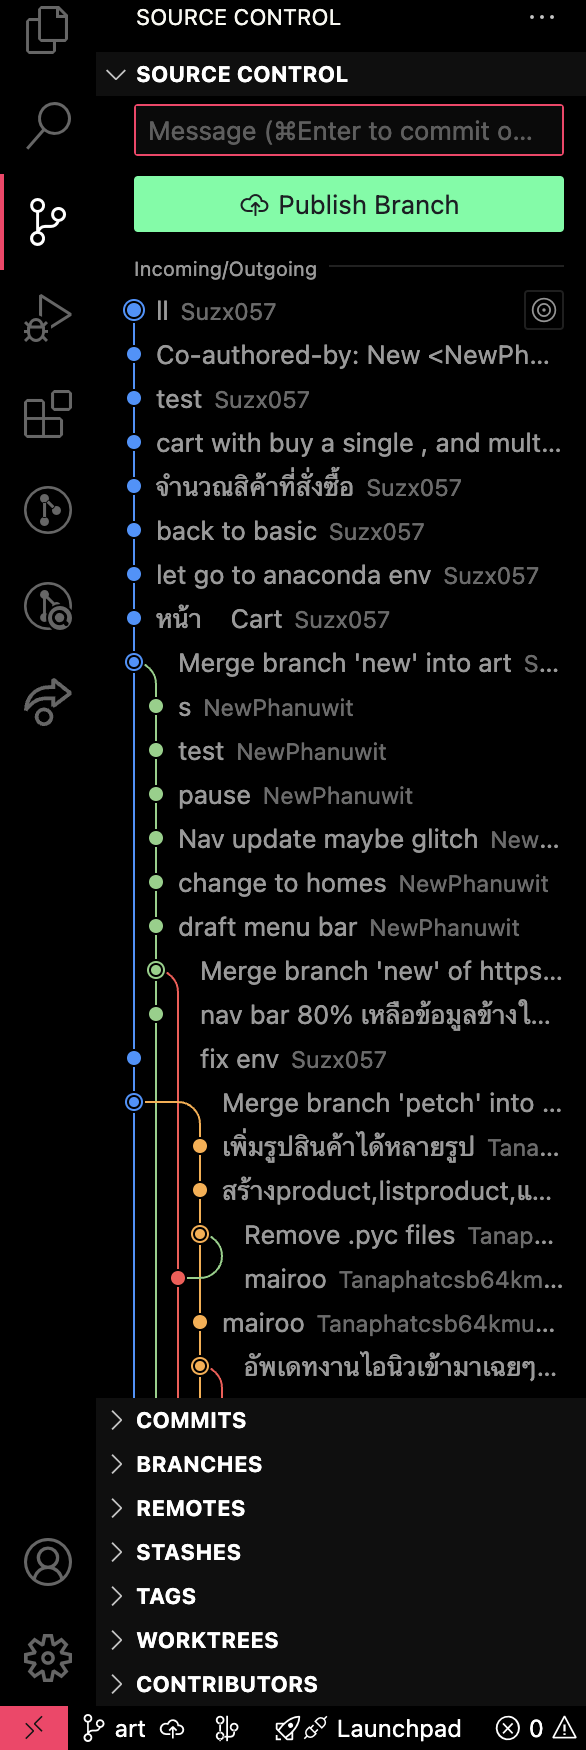 SOURCE CONTROL
SOURCE CONTROL
Message (⌘Enter to commit o...
Publish Branch
Incoming/Outgoing
II Suzx057
Co-authored-by: New <NewPh...
test Suzx057
cart with buy a single , and mult...
จำนวณสิค้าที่สั่งซื้อ Suzx057
back to basic Suzx057
let go to anaconda env Suzx057
หน้า Cart Suzx057
Merge branch 'new' into art S...
s NewPhanuwit
test NewPhanuwit
pause NewPhanuwit
Nav update maybe glitch New...
change to homes NewPhanuwit
draft menu bar NewPhanuwit
Merge branch 'new' of https...
nav bar 80% เหลือข้อมูลข้างใ...
fix env Suzx057
Merge branch 'petch' into ...
เพิ่มรูปสินค้าได้หลายรูป Tana...
สร้างproduct,listproduct,แ...
Remove .pyc files Tanap...
mairoo Tanaphatcsb64km...
mairoo Tanaphatcsb64kmu...
อัพเดทงานไอนิวเข้ามาเฉยๆ...
COMMITS
BRANCHES
REMOTES
STASHES
TAGS
WORKTREES
CONTRIBUTORS
art Launchpad 0